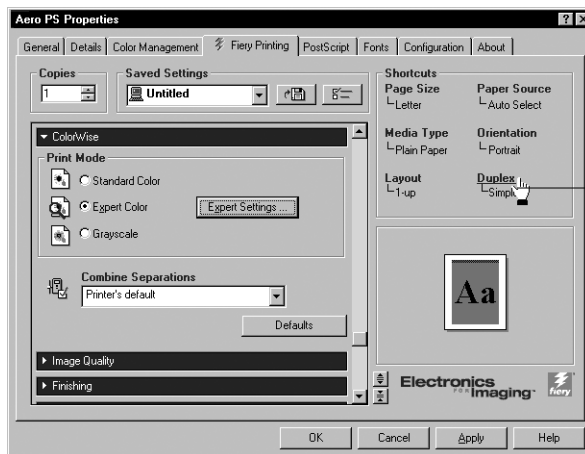 Aero PS Properties
General Details Color Management Fiery Printing PostScript Fonts Configuration About
Copies
1
Saved Settings
Untitled
ColorWise
Print Mode
Standard Color
Expert Color
Expert Settings ...
Grayscale
Combine Separations
Printer's default
Defaults
Image Quality
Finishing
Shortcuts
Page Size Paper Source
Letter Auto Select
Media Type Orientation
Plain Paper Portrait
Layout Duplex
1-up Simplex
Aa
Electronics
FOR Imaging
fiery
OK Cancel Apply Help